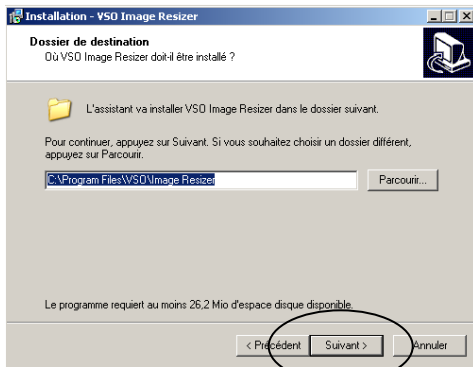 Installation - VSO Image Resizer
Dossier de destination
Où VSO Image Resizer doit-il être installé ?
L'assistant va installer VSO Image Resizer dans le dossier suivant.
Pour continuer, appuyez sur Suivant. Si vous souhaitez choisir un dossier différent,
appuyez sur Parcourir.
C:\Program Files\VSO\Image Resizer
Parcourir...
Le programme requiert au moins 26,2 Mio d'espace disque disponible.
< Précédent
Suivant >
Annuler